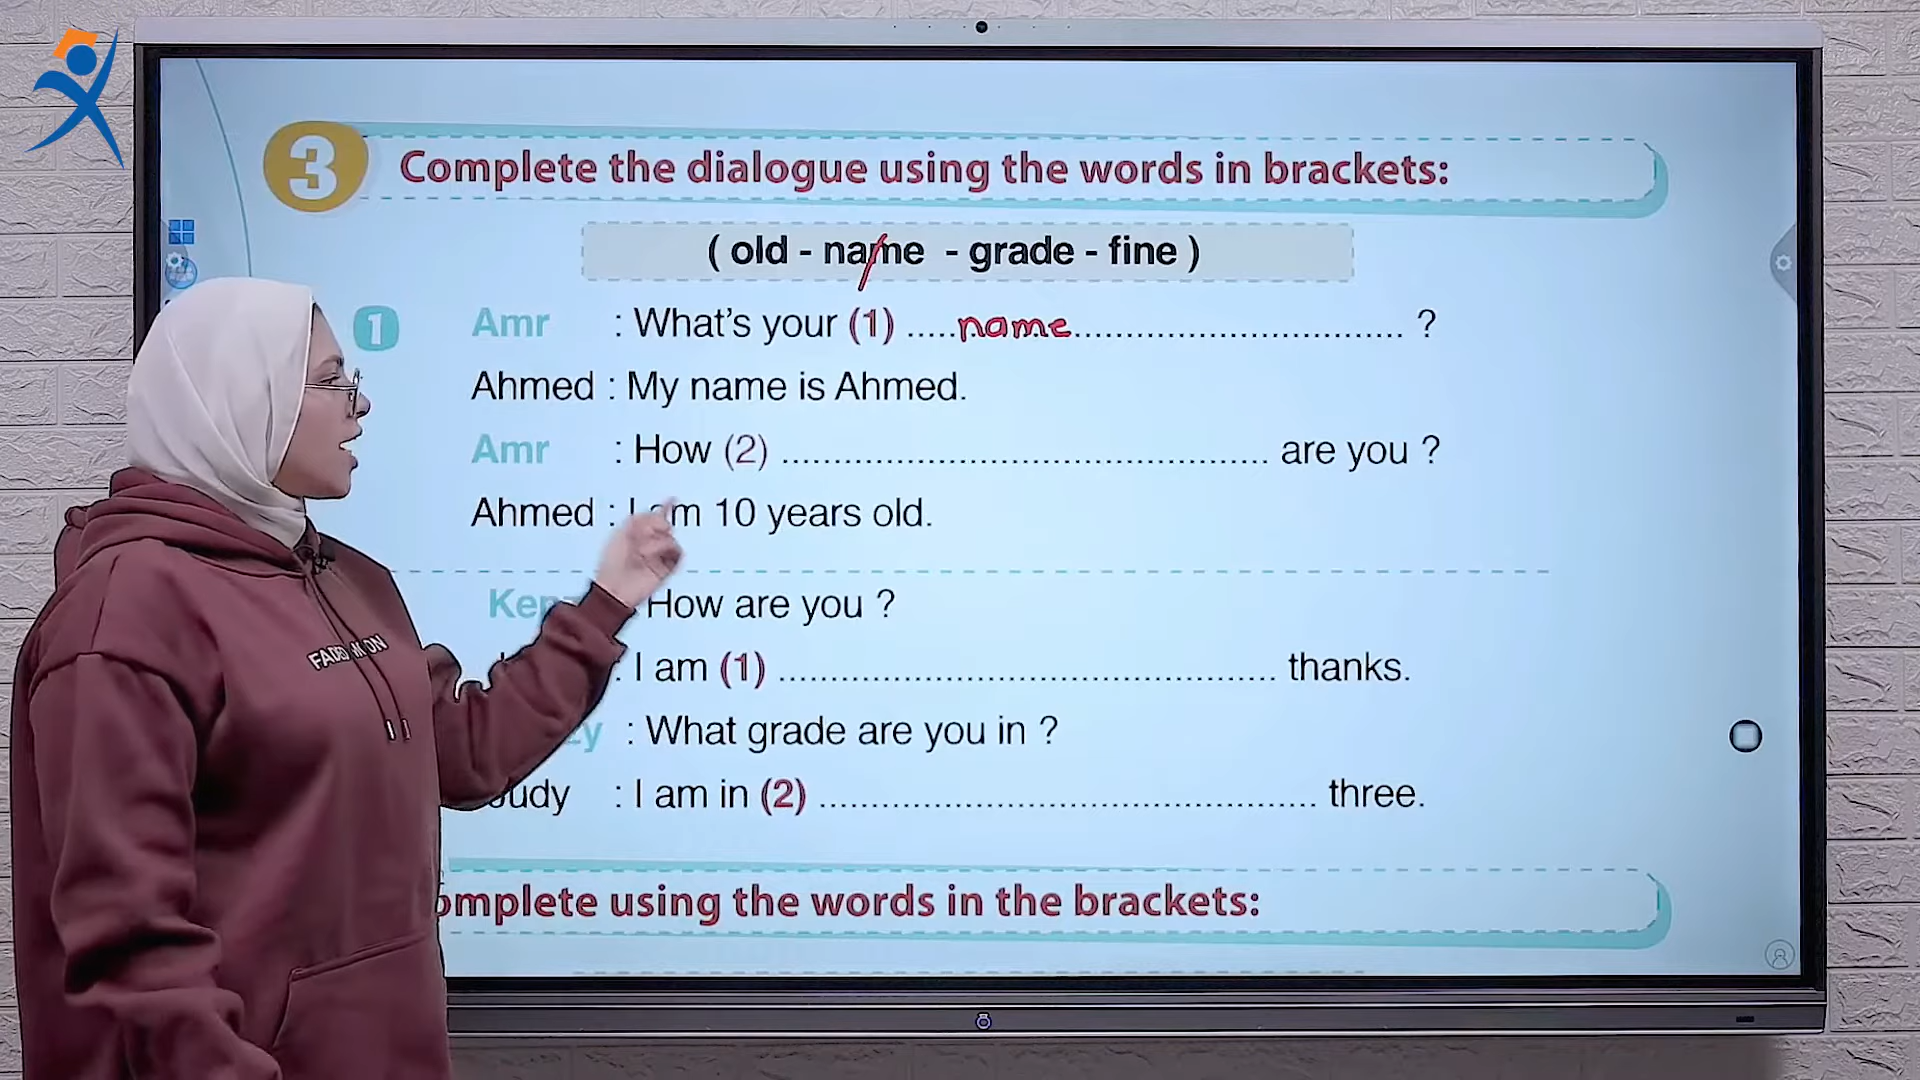 3 Complete the dialogue using the words in brackets:
( old - name - grade - fine )
1 Amr : What's your (1) .....name................................. ?
Ahmed : My name is Ahmed.
Amr : How (2) ................................................ are you ?
Ahmed : I am 10 years old.
: How are you ?
: I am (1) ................................................ thanks.
: What grade are you in ?
Judy : I am in (2) ................................................ three.
omplete using the words in the brackets: